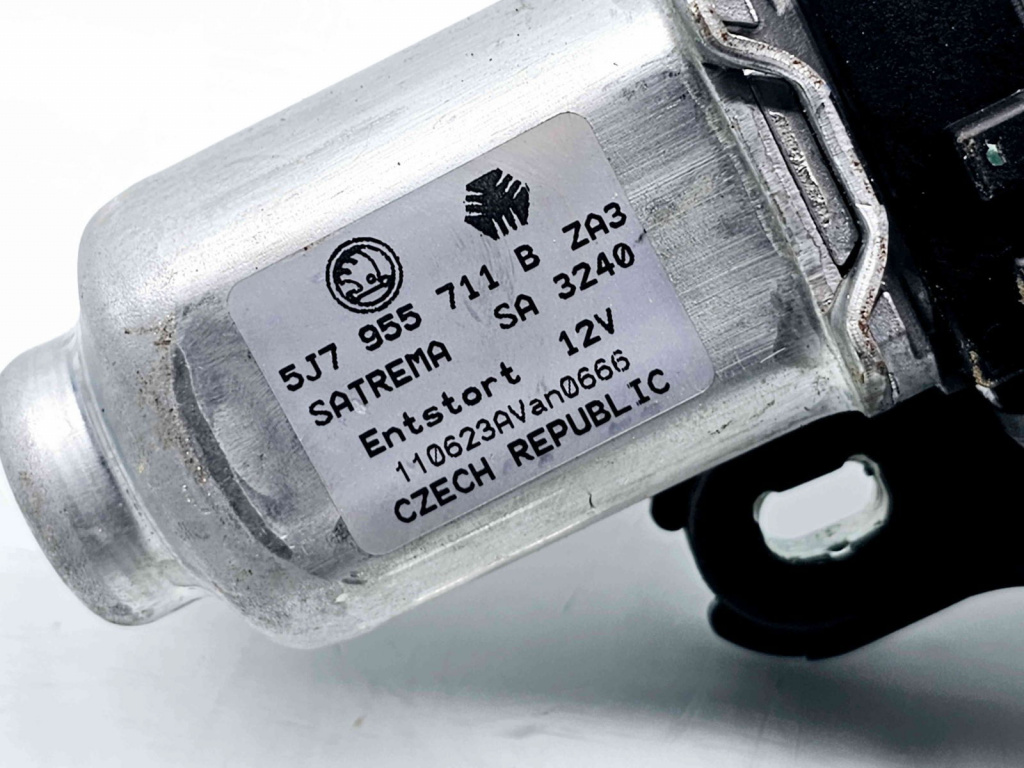 5J7 955 711 B ZA3
SATREMA SA 3240
Entstort 12V
110623AVan0666
CZECH REPUBLIC